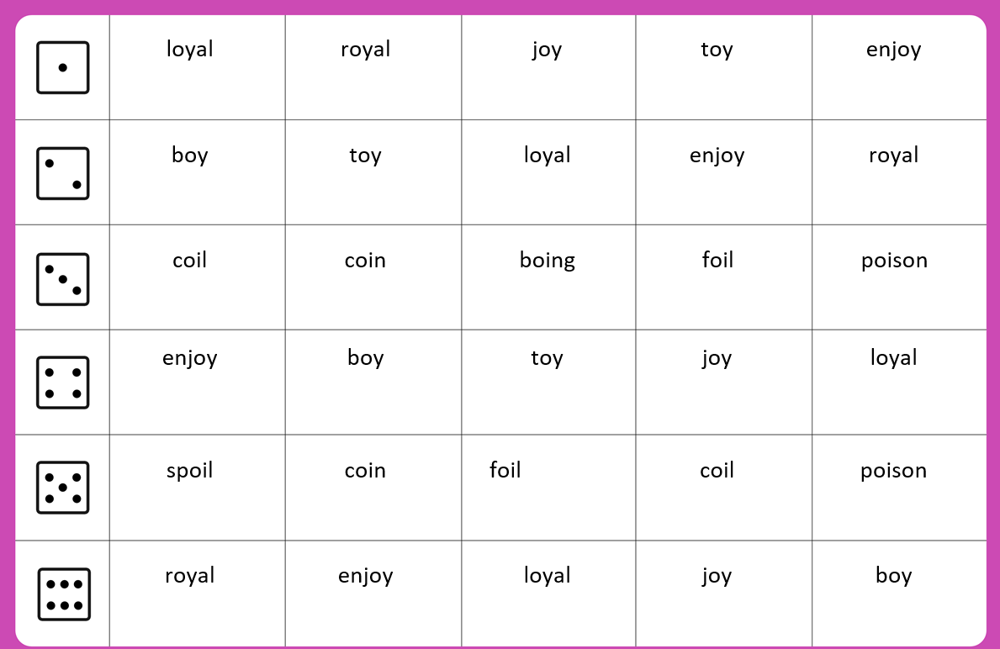 loyal royal joy toy enjoy
boy toy loyal enjoy royal
coil coin boing foil poison
enjoy boy toy joy loyal
spoil coin foil coil poison
royal enjoy loyal joy boy